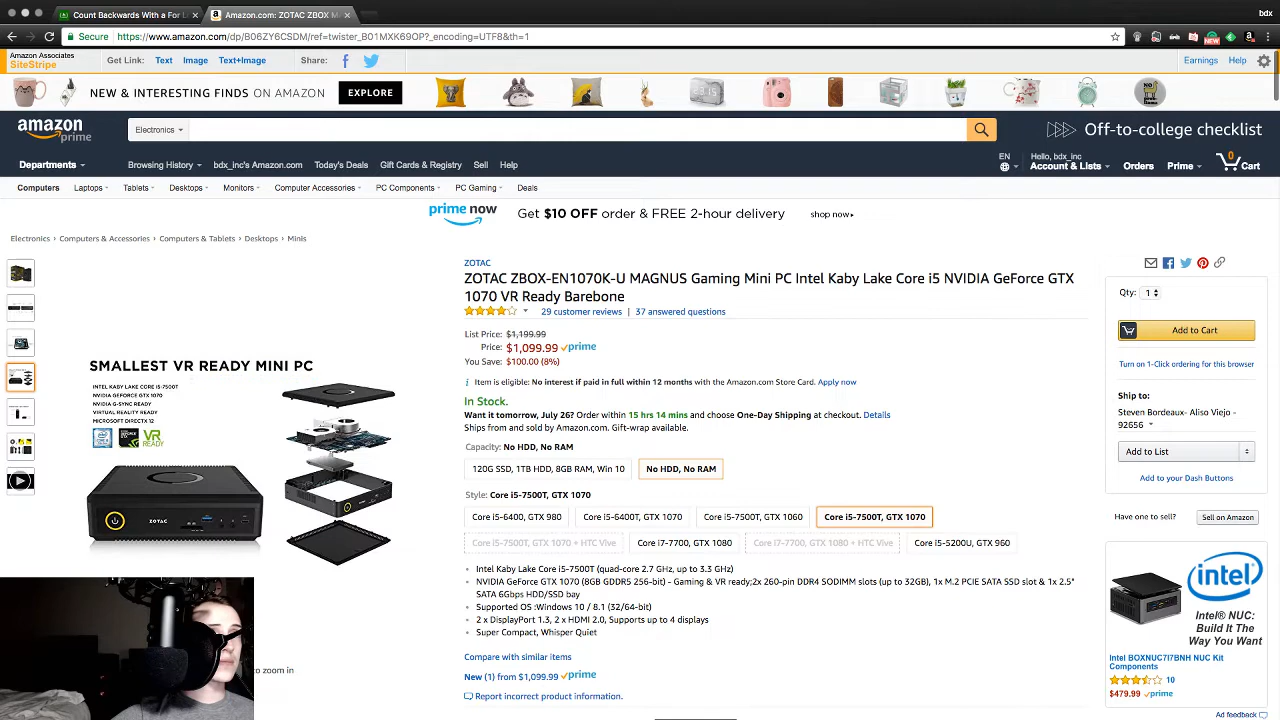 Count Backwards With a For L
Amazon.com: ZOTAC ZBOX M
bdx
Secure
https://www.amazon.com/dp/B06ZY6CSDM/ref=twister_B01MXK69OP?_encoding=UTF8&th=1
Amazon Associates
SiteStripe
Get Link: Text Image Text+Image
Share:
Earnings Help
NEW & INTERESTING FINDS ON AMAZON
EXPLORE
amazon
prime
Electronics
Off-to-college checklist
Departments
Browsing History bdx_inc's Amazon.com Today's Deals Gift Cards & Registry Sell Help
EN
Hello, bdx_inc
Account & Lists
Orders
Prime
0
Cart
Computers Laptops Tablets Desktops Monitors Computer Accessories PC Components PC Gaming Deals
prime now
Get $10 OFF order & FREE 2-hour delivery
shop now
Electronics › Computers & Accessories › Computers & Tablets › Desktops › Minis
ZOTAC
ZOTAC ZBOX-EN1070K-U MAGNUS Gaming Mini PC Intel Kaby Lake Core i5 NVIDIA GeForce GTX
1070 VR Ready Barebone
29 customer reviews | 37 answered questions
List Price: $1,199.99
Price: $1,099.99 prime
You Save: $100.00 (8%)
Item is eligible: No interest if paid in full within 12 months with the Amazon.com Store Card. Apply now
In Stock.
Want it tomorrow, July 26? Order within 15 hrs 14 mins and choose One-Day Shipping at checkout. Details
Ships from and sold by Amazon.com. Gift-wrap available.
Capacity: No HDD, No RAM
120G SSD, 1TB HDD, 8GB RAM, Win 10
No HDD, No RAM
Style: Core i5-7500T, GTX 1070
Core i5-6400, GTX 980
Core i5-6400T, GTX 1070
Core i5-7500T, GTX 1060
Core i5-7500T, GTX 1070
Core i5-7500T, GTX 1070 + HTC Vive
Core i7-7700, GTX 1080
Core i7-7700, GTX 1080 + HTC Vive
Core i5-5200U, GTX 960
Intel Kaby Lake Core i5-7500T (quad-core 2.7 GHz, up to 3.3 GHz)
NVIDIA GeForce GTX 1070 (8GB GDDR5 256-bit) - Gaming & VR ready;2x 260-pin DDR4 SODIMM slots (up to 32GB), 1x M.2 PCIE SATA SSD slot & 1x 2.5"
SATA 6Gbps HDD/SSD bay
Supported OS :Windows 10 / 8.1 (32/64-bit)
2 x DisplayPort 1.3, 2 x HDMI 2.0, Supports up to 4 displays
Super Compact, Whisper Quiet
Compare with similar items
New (1) from $1,099.99 prime
Report incorrect product information.
SMALLEST VR READY MINI PC
INTEL KABY LAKE CORE I5-7500T
NVIDIA GEFORCE GTX 1070
NVIDIA G-SYNC READY
VIRTUAL REALITY READY
MICROSOFT DIRECTX 12
VR
READY
ZOTAC
to zoom in
Qty: 1
Add to Cart
Turn on 1-Click ordering for this browser
Ship to:
Steven Bordeaux- Aliso Viejo -
92656
Add to List
Add to your Dash Buttons
Have one to sell?
Sell on Amazon
intel
Intel® NUC:
Build It The
Way You Want
Intel BOXNUC7I7BNH NUC Kit
Components
10
$479.99 prime
Ad feedback